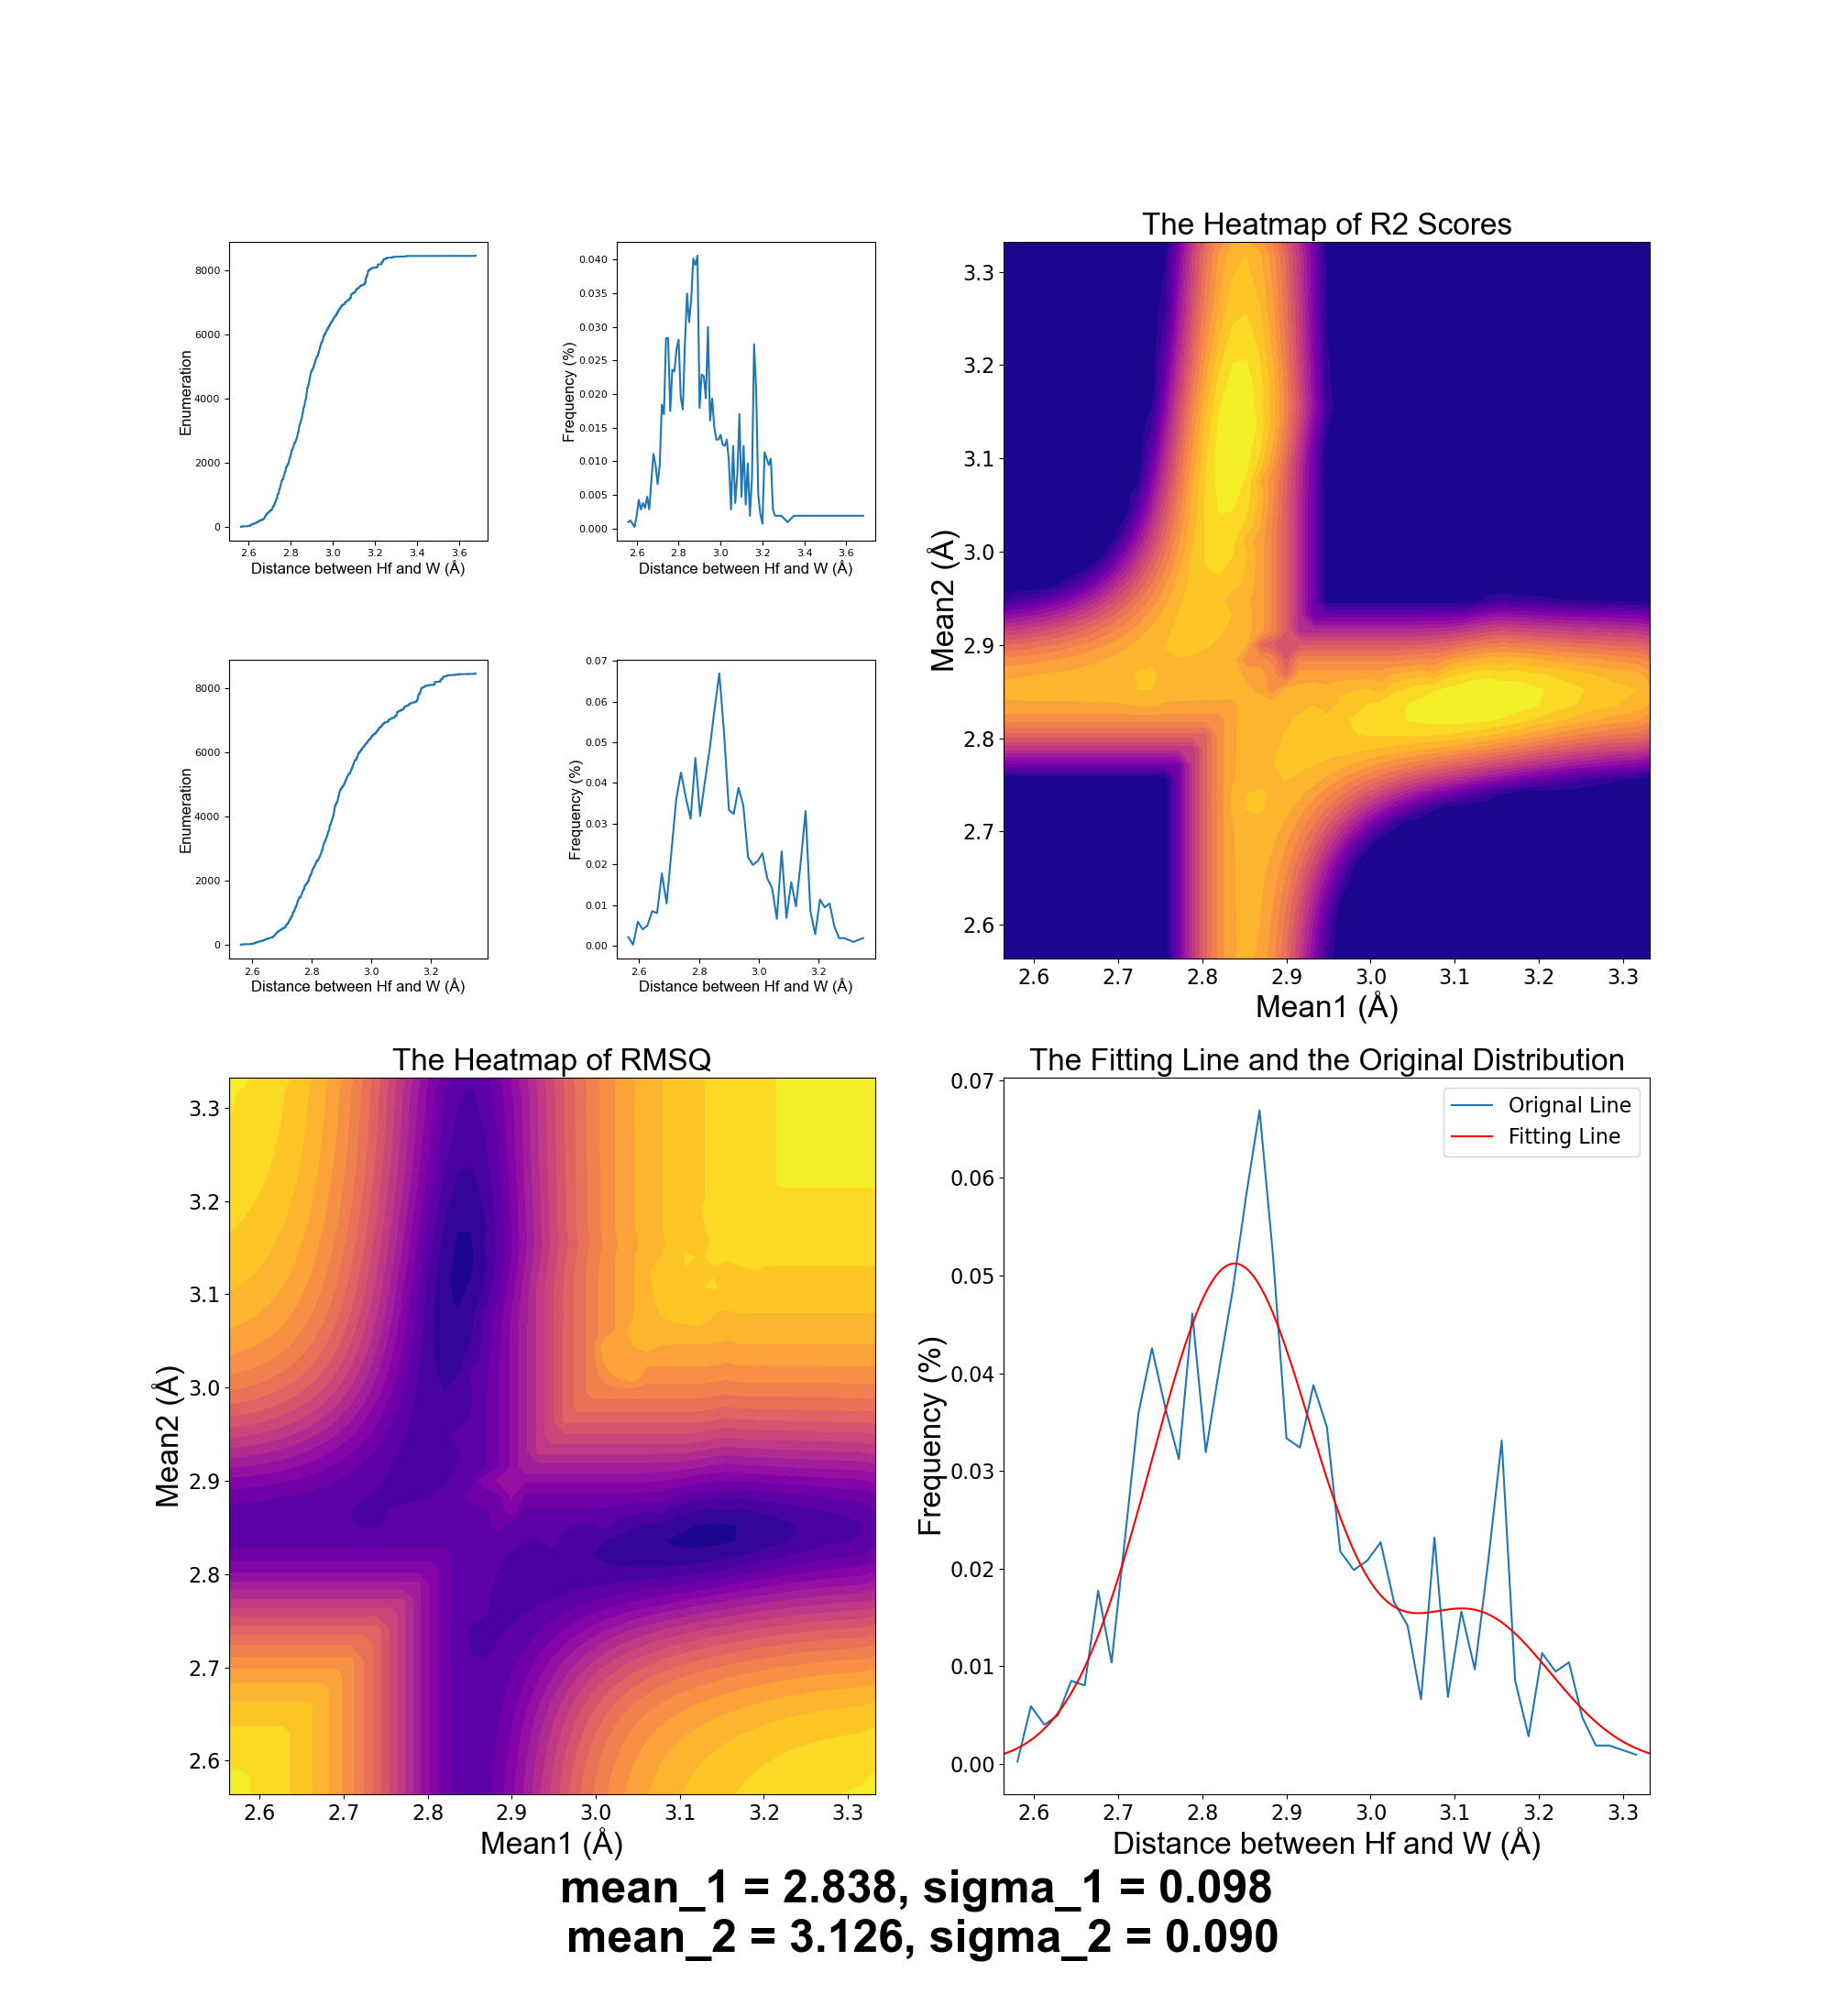 Enumeration
8000
6000
4000
2000
0
2.6 2.8 3.0 3.2 3.4 3.6
Distance between Hf and W (Å)
Frequency (%)
0.040
0.035
0.030
0.025
0.020
0.015
0.010
0.005
0.000
2.6 2.8 3.0 3.2 3.4 3.6
Distance between Hf and W (Å)
The Heatmap of R2 Scores
Mean2 (Å)
3.3
3.2
3.1
3.0
2.9
2.8
2.7
2.6
2.6 2.7 2.8 2.9 3.0 3.1 3.2 3.3
Mean1 (Å)
Enumeration
8000
6000
4000
2000
0
2.6 2.8 3.0 3.2
Distance between Hf and W (Å)
Frequency (%)
0.07
0.06
0.05
0.04
0.03
0.02
0.01
0.00
2.6 2.8 3.0 3.2
Distance between Hf and W (Å)
The Heatmap of RMSQ
Mean2 (Å)
3.3
3.2
3.1
3.0
2.9
2.8
2.7
2.6
2.6 2.7 2.8 2.9 3.0 3.1 3.2 3.3
Mean1 (Å)
The Fitting Line and the Original Distribution
Orignal Line
Fitting Line
Frequency (%)
0.07
0.06
0.05
0.04
0.03
0.02
0.01
0.00
2.6 2.7 2.8 2.9 3.0 3.1 3.2 3.3
Distance between Hf and W (Å)
mean_1 = 2.838, sigma_1 = 0.098
mean_2 = 3.126, sigma_2 = 0.090